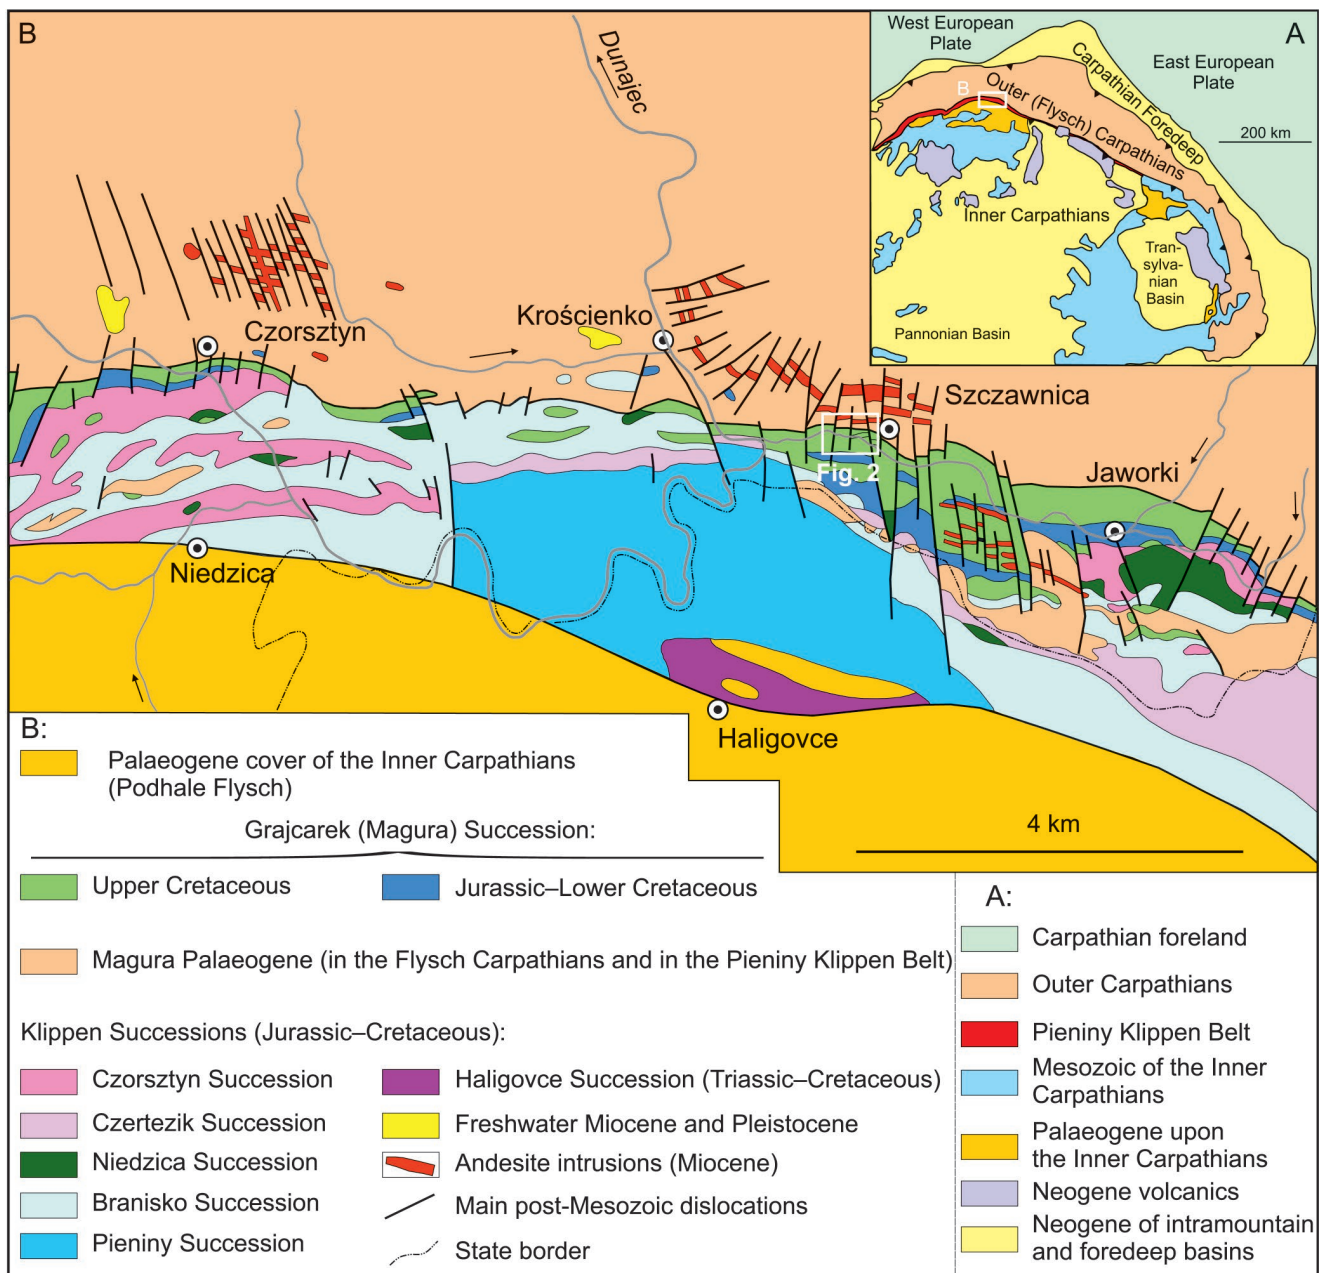 B
Dunajec
Czorsztyn
Krościenko
Szczawnica
Fig. 2
Jaworki
Niedzica
Haligovce
4 km
A
West European
Plate
East European
Plate
Carpathian Foredeep
B
Outer (Flysch) Carpathians
200 km
Inner Carpathians
Tran-
sylva-
nian
Basin
Pannonian Basin
B:
Palaeogene cover of the Inner Carpathians
(Podhale Flysch)
Grajcarek (Magura) Succession:
Upper Cretaceous
Jurassic–Lower Cretaceous
Magura Palaeogene (in the Flysch Carpathians and in the Pieniny Klippen Belt)
Klippen Successions (Jurassic–Cretaceous):
Czorsztyn Succession
Czertezik Succession
Niedzica Succession
Branisko Succession
Pieniny Succession
Haligovce Succession (Triassic–Cretaceous)
Freshwater Miocene and Pleistocene
Andesite intrusions (Miocene)
Main post-Mesozoic dislocations
State border
A:
Carpathian foreland
Outer Carpathians
Pieniny Klippen Belt
Mesozoic of the Inner
Carpathians
Palaeogene upon
the Inner Carpathians
Neogene volcanics
Neogene of intramountain
and foredeep basins